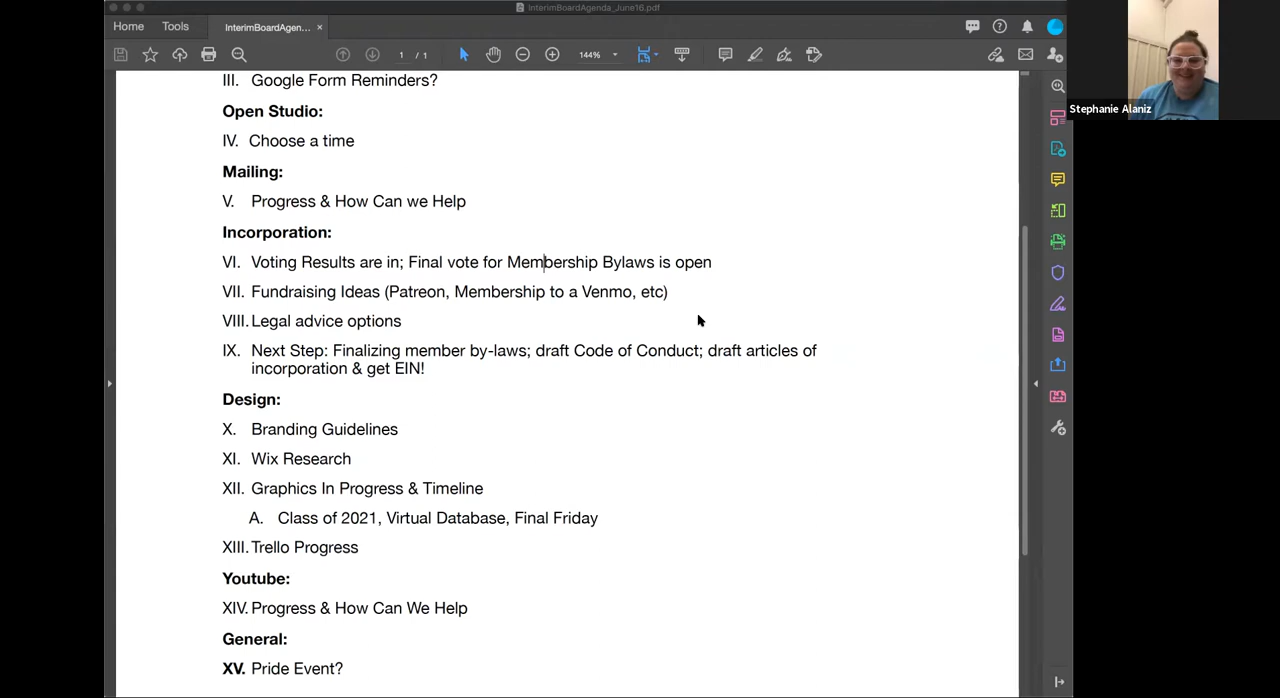 InterimBoardAgenda_June16.pdf
Home
Tools
InterimBoardAgen...
×
1 / 1
144%
Stephanie Alaniz
III. Google Form Reminders?
Open Studio:
IV. Choose a time
Mailing:
V. Progress & How Can we Help
Incorporation:
VI. Voting Results are in; Final vote for Membership Bylaws is open
VII. Fundraising Ideas (Patreon, Membership to a Venmo, etc)
VIII. Legal advice options
IX. Next Step: Finalizing member by-laws; draft Code of Conduct; draft articles of
incorporation & get EIN!
Design:
X. Branding Guidelines
XI. Wix Research
XII. Graphics In Progress & Timeline
A. Class of 2021, Virtual Database, Final Friday
XIII. Trello Progress
Youtube:
XIV. Progress & How Can We Help
General:
XV. Pride Event?